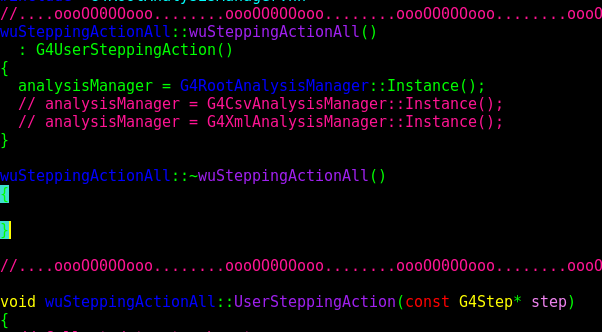 //....oooOO0OOooo........oooOO0OOooo........oooOO0OOooo........oooO
wuSteppingActionAll::wuSteppingActionAll()
  : G4UserSteppingAction()
{
  analysisManager = G4RootAnalysisManager::Instance();
  // analysisManager = G4CsvAnalysisManager::Instance();
  // analysisManager = G4XmlAnalysisManager::Instance();
}
wuSteppingActionAll::~wuSteppingActionAll()
{
}
//....oooOO0OOooo........oooOO0OOooo........oooOO0OOooo........oooO
void wuSteppingActionAll::UserSteppingAction(const G4Step* step)
{